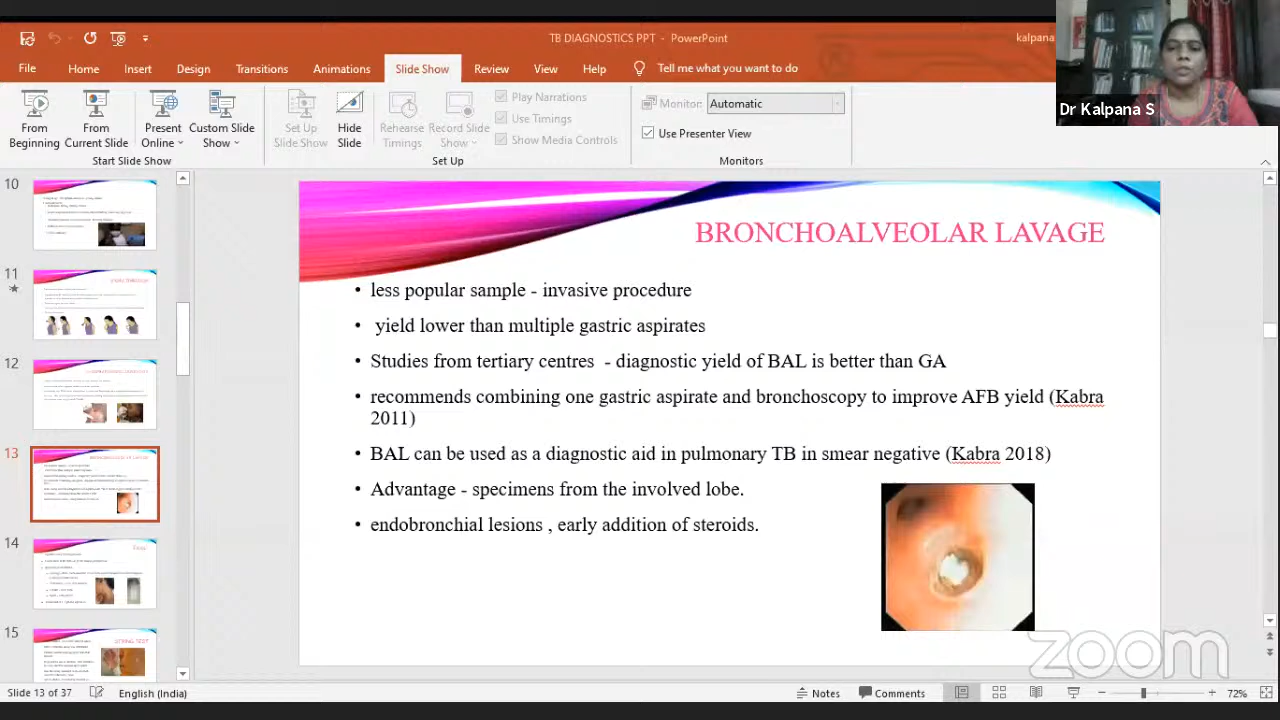 TB DIAGNOSTICS PPT - PowerPoint
kalpana
File Home Insert Design Transitions Animations Slide Show Review View Help Tell me what you want to do
From Beginning
From Current Slide
Present Online
Custom Slide Show
Start Slide Show
Set Up Slide Show
Hide Slide
Rehearse Timings
Record Slide Show
Play Narrations
Use Timings
Show Media Controls
Set Up
Monitor: Automatic
Use Presenter View
Monitors
Dr Kalpana S
10
11
12
13
14
15
BRONCHOALVEOLAR LAVAGE
• less popular sample - invasive procedure
• yield lower than multiple gastric aspirates
• Studies from tertiary centres - diagnostic yield of BAL is better than GA
• recommends combining one gastric aspirate and bronchoscopy to improve AFB yield (Kabra
2011)
• BAL can be used as a diagnostic aid in pulmonary TB in smear negative (Kabra 2018)
• Advantage - specimens from the involved lobe.
• endobronchial lesions , early addition of steroids.
zoom
Slide 13 of 37 English (India) Notes Comments 72%